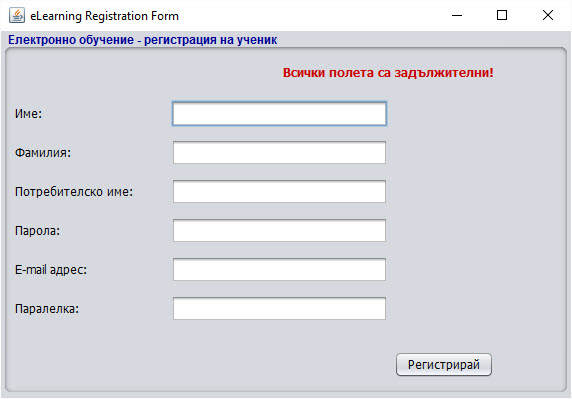 eLearning Registration Form
Електронно обучение - регистрация на ученик
Всички полета са задължителни!
Име:
Фамилия:
Потребителско име:
Парола:
E-mail адрес:
Паралелка:
Регистрирай